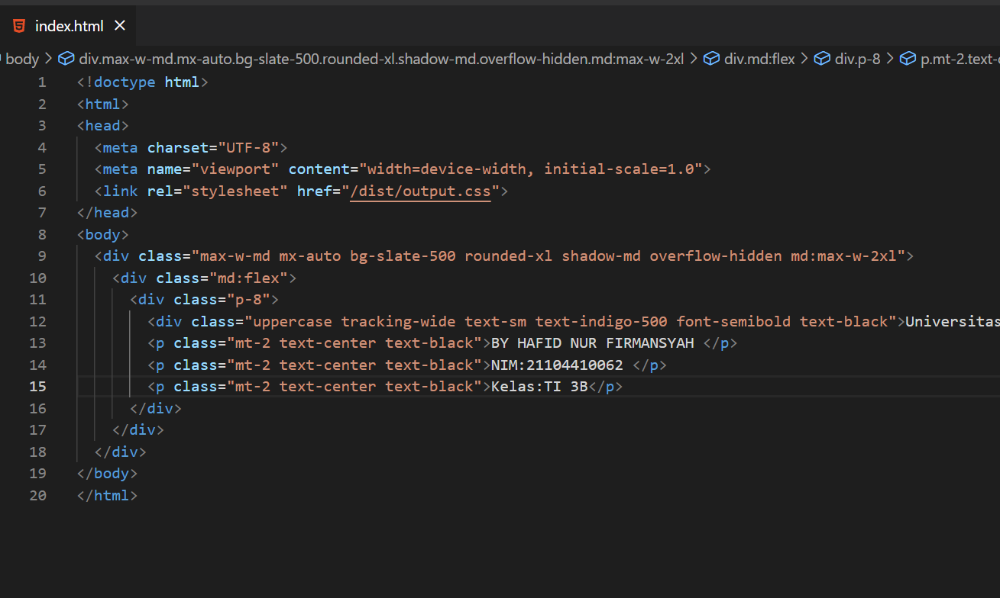 index.html
body > div.max-w-md.mx-auto.bg-slate-500.rounded-xl.shadow-md.overflow-hidden.md:max-w-2xl > div.md:flex > div.p-8 > p.mt-2.text-
1 <!doctype html>
2 <html>
3 <head>
4 <meta charset="UTF-8">
5 <meta name="viewport" content="width=device-width, initial-scale=1.0">
6 <link rel="stylesheet" href="/dist/output.css">
7 </head>
8 <body>
9 <div class="max-w-md mx-auto bg-slate-500 rounded-xl shadow-md overflow-hidden md:max-w-2xl">
10 <div class="md:flex">
11 <div class="p-8">
12 <div class="uppercase tracking-wide text-sm text-indigo-500 font-semibold text-black">Universitas
13 <p class="mt-2 text-center text-black">BY HAFID NUR FIRMANSYAH </p>
14 <p class="mt-2 text-center text-black">NIM:21104410062 </p>
15 <p class="mt-2 text-center text-black">Kelas:TI 3B</p>
16 </div>
17 </div>
18 </div>
19 </body>
20 </html>